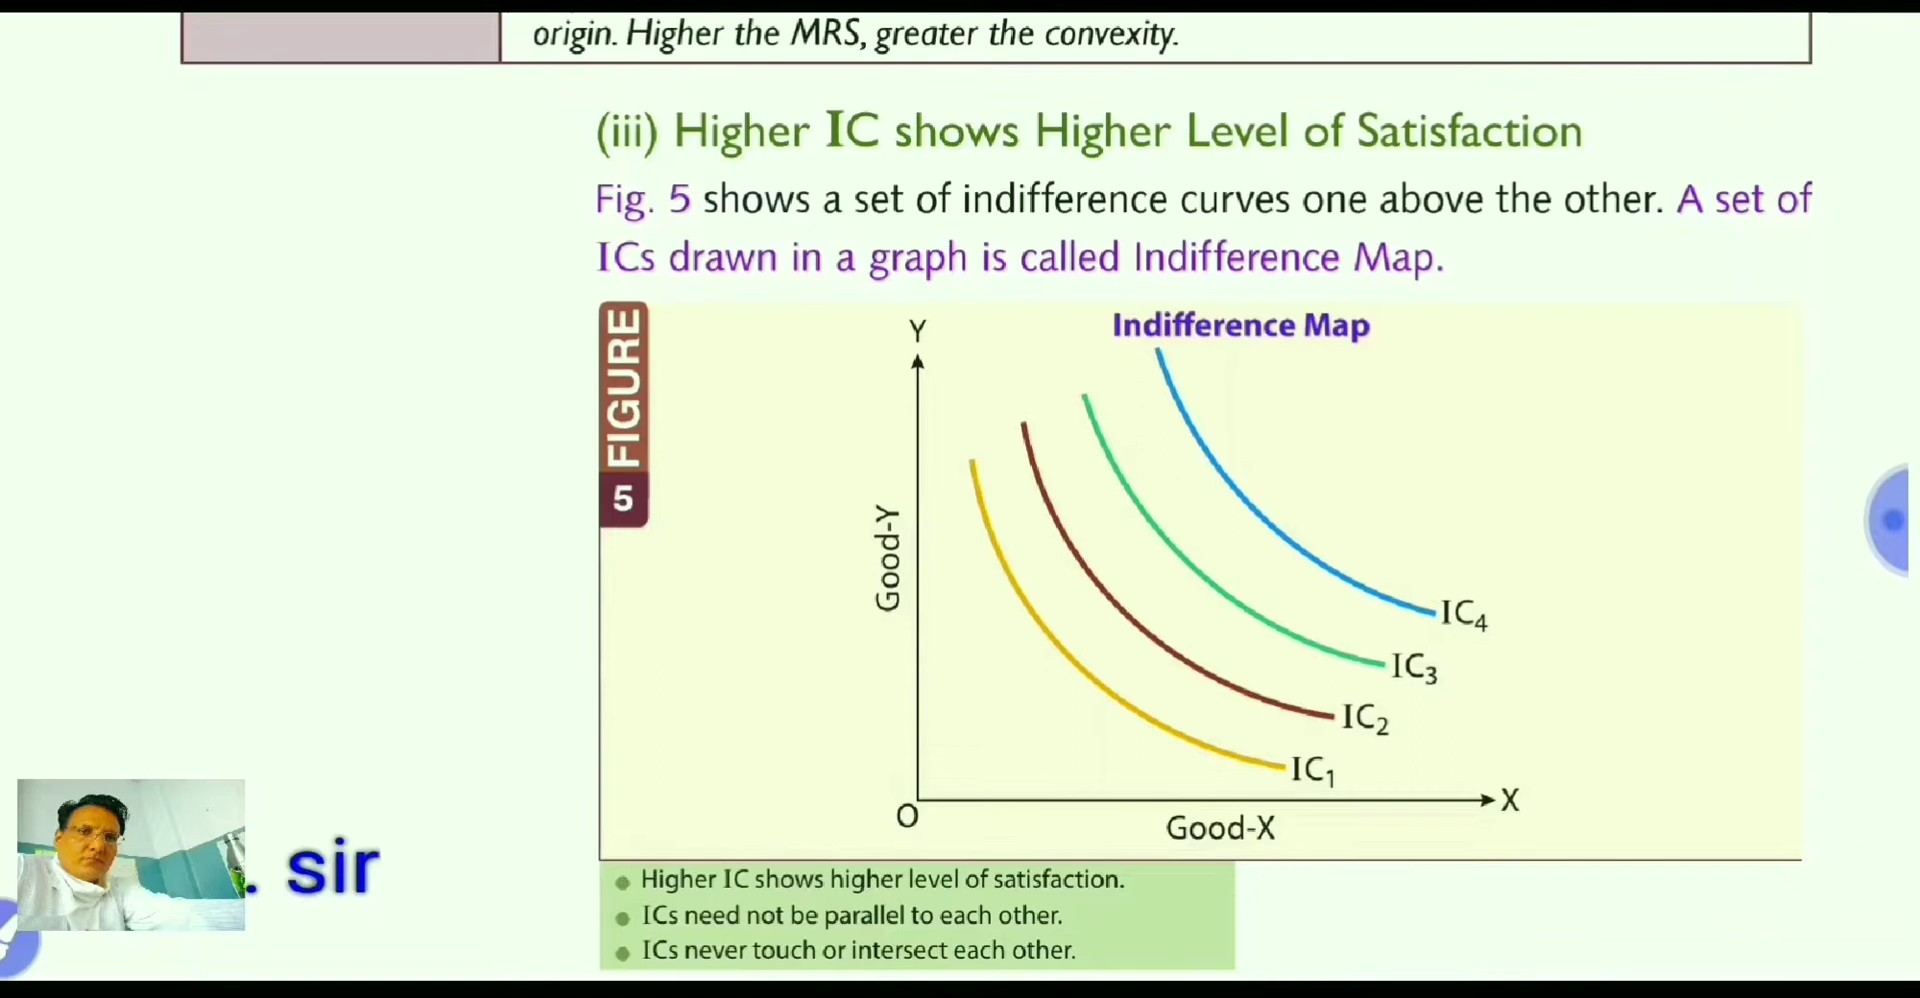 origin. Higher the MRS, greater the convexity.
(iii) Higher IC shows Higher Level of Satisfaction
Fig. 5 shows a set of indifference curves one above the other. A set of
ICs drawn in a graph is called Indifference Map.
FIGURE
5
Indifference Map
Y
Good-Y
IC4
IC3
IC2
IC1
O
X
Good-X
. sir
Higher IC shows higher level of satisfaction.
ICs need not be parallel to each other.
ICs never touch or intersect each other.